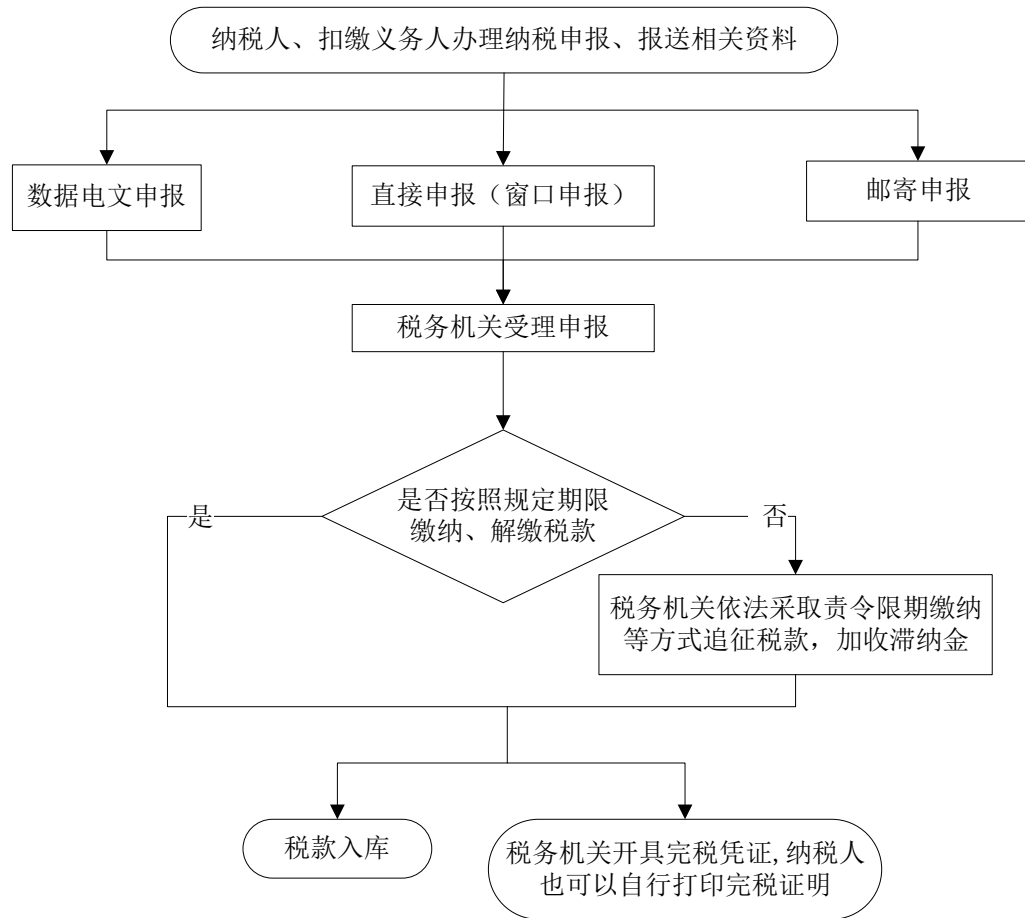 纳税人、扣缴义务人办理纳税申报、报送相关资料
数据电文申报
直接申报（窗口申报）
邮寄申报
税务机关受理申报
是否按照规定期限
缴纳、解缴税款
是
否
税务机关依法采取责令限期缴纳
等方式追征税款，加收滞纳金
税款入库
税务机关开具完税凭证,纳税人
也可以自行打印完税证明